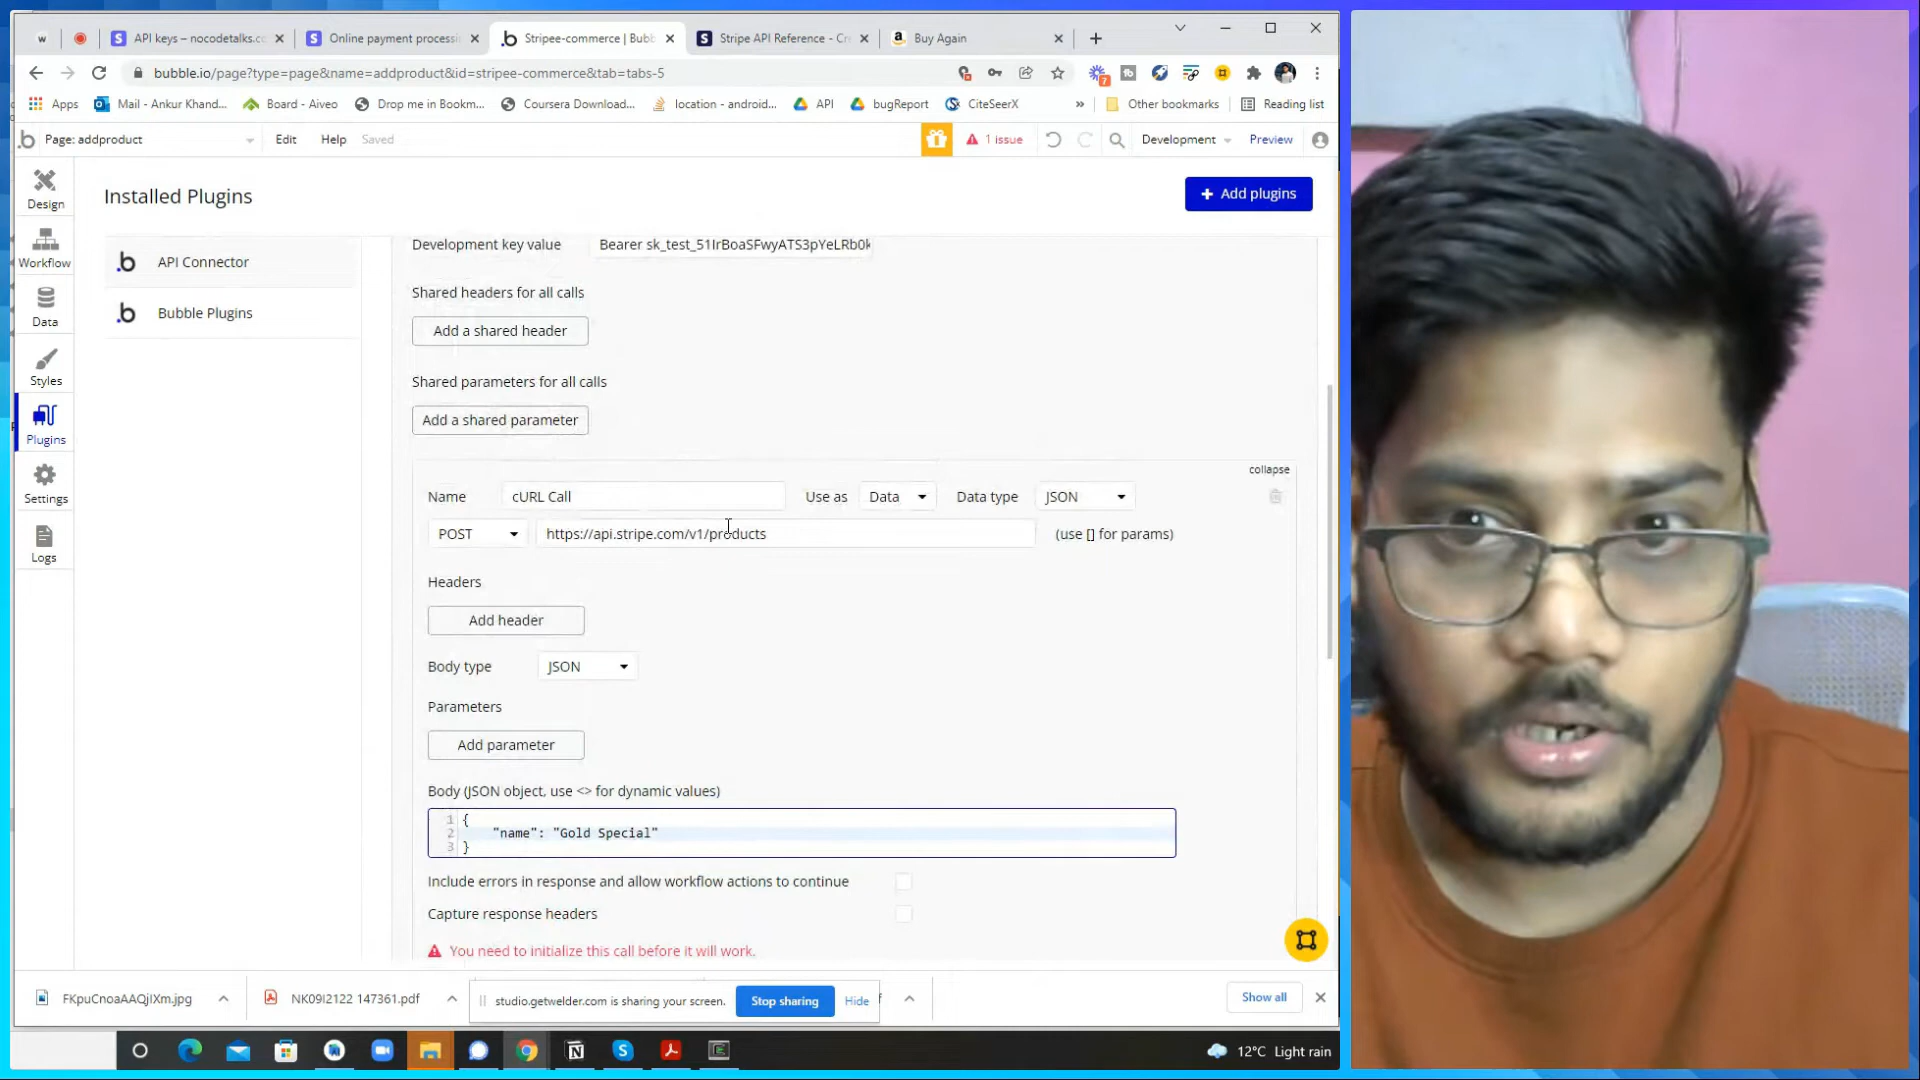 API keys – nocodetalks.co
Online payment processi
Stripee-commerce | Bubb
Stripe API Reference - Cr
Buy Again
bubble.io/page?type=page&name=addproduct&id=stripee-commerce&tab=tabs-5
Apps
Mail - Ankur Khand...
Board - Aiveo
Drop me in Bookm...
Coursera Download...
location - android...
API
bugReport
CiteSeerX
»
Other bookmarks
Reading list
Page: addproduct
Edit
Help
Saved
1 issue
Development
Preview
Design
Workflow
Data
Styles
Plugins
Settings
Logs
Installed Plugins
+ Add plugins
API Connector
Bubble Plugins
Development key value
Bearer sk_test_51IrBoaSFwyATS3pYeLRb0k
Shared headers for all calls
Add a shared header
Shared parameters for all calls
Add a shared parameter
collapse
Name
cURL Call
Use as
Data
Data type
JSON
POST
https://api.stripe.com/v1/products
(use [] for params)
Headers
Add header
Body type
JSON
Parameters
Add parameter
Body (JSON object, use <> for dynamic values)
1 {
2 "name": "Gold Special"
3 }
Include errors in response and allow workflow actions to continue
Capture response headers
You need to initialize this call before it will work.
FKpuCnoaAAQjIXm.jpg
NK09I2122 147361.pdf
studio.getwelder.com is sharing your screen.
Stop sharing
Hide
Show all
12°C Light rain